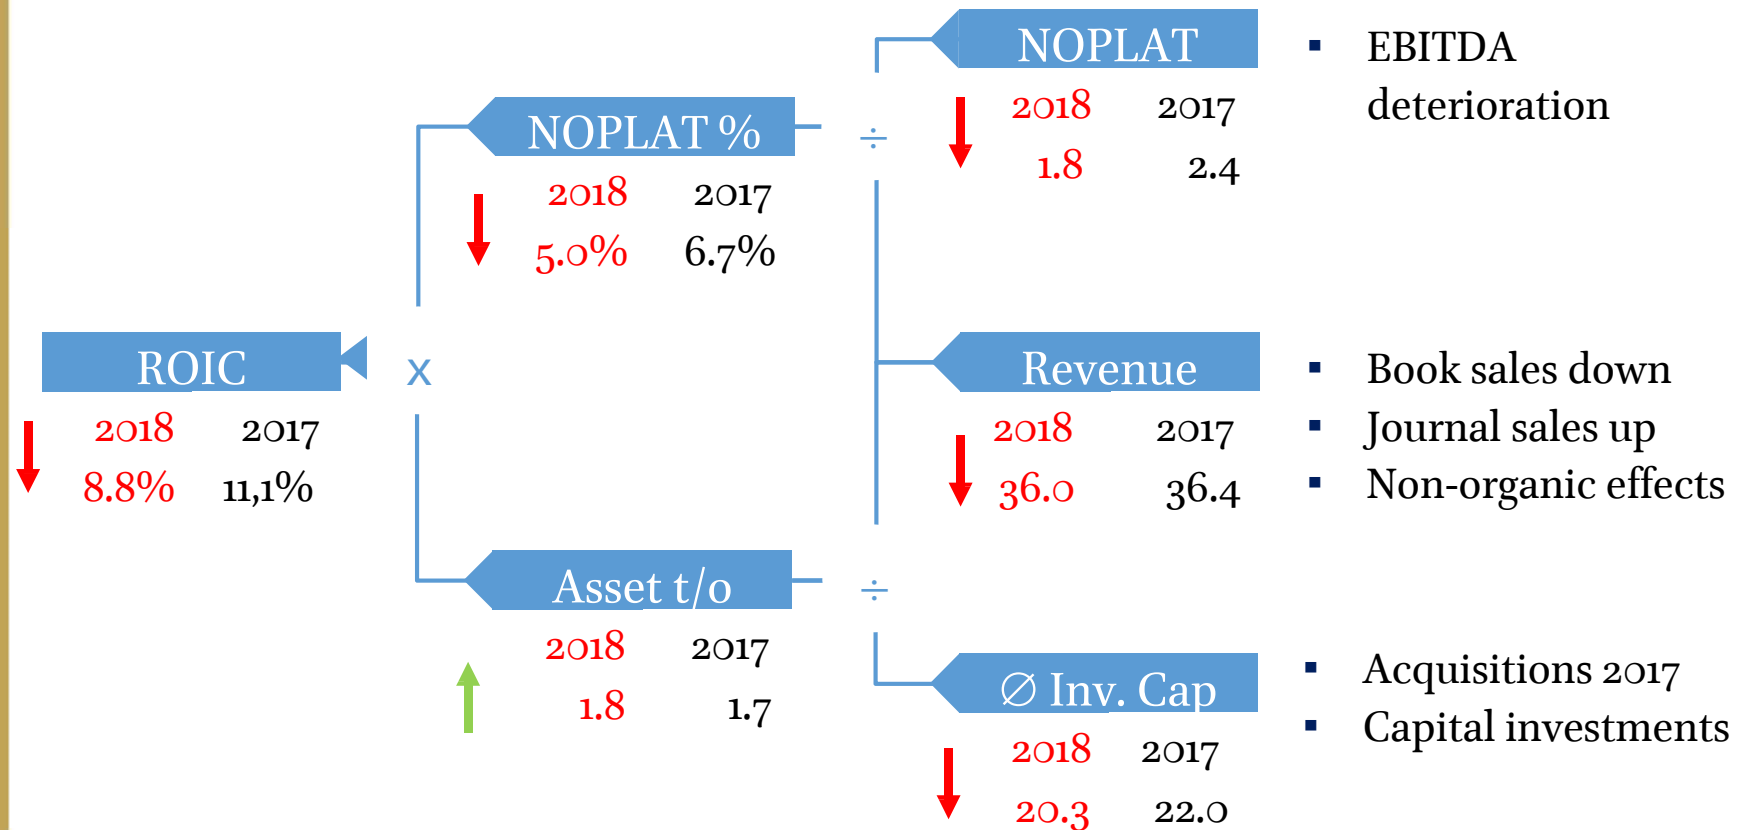 ROIC
2018 2017
8.8% 11,1%
x
NOPLAT %
2018 2017
5.0% 6.7%
Asset t/o
2018 2017
1.8 1.7
÷
÷
NOPLAT
2018 2017
1.8 2.4
▪ EBITDA
deterioration
Revenue
2018 2017
36.0 36.4
▪ Book sales down
▪ Journal sales up
▪ Non-organic effects
∅ Inv. Cap
2018 2017
20.3 22.0
▪ Acquisitions 2017
▪ Capital investments